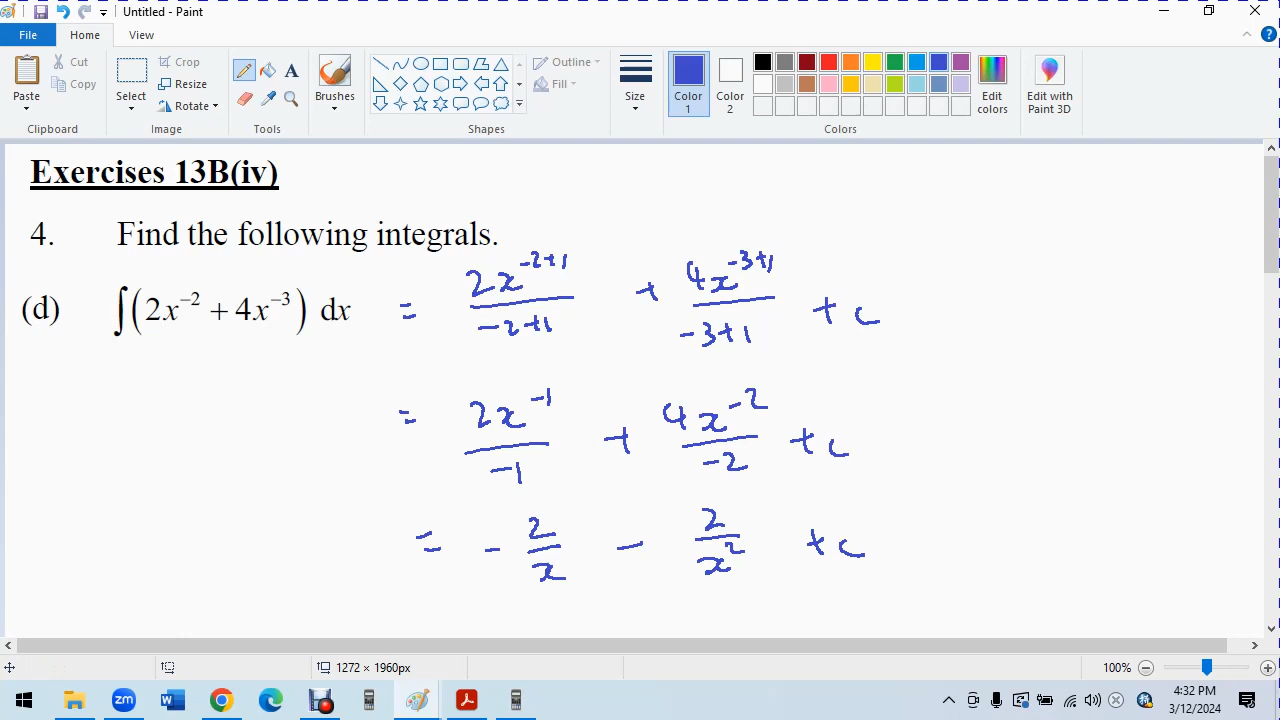 Untitled - Paint
File Home View
Paste Cut Copy Clipboard
Select Crop Resize Rotate Image
Tools
Brushes
Outline Fill Shapes
Size
Color 1
Color 2
Edit colors
Colors
Edit with Paint 3D
Exercises 13B(iv)
4. Find the following integrals.
(d) ∫(2x⁻² + 4x⁻³) dx = 2x^(-2+1)/(-2+1) + 4x^(-3+1)/(-3+1) + c
= 2x⁻¹/-1 + 4x⁻²/-2 + c
= - 2/x - 2/x² + c
1272 × 1960px 100%
zm W
4:32 PM
3/12/2024